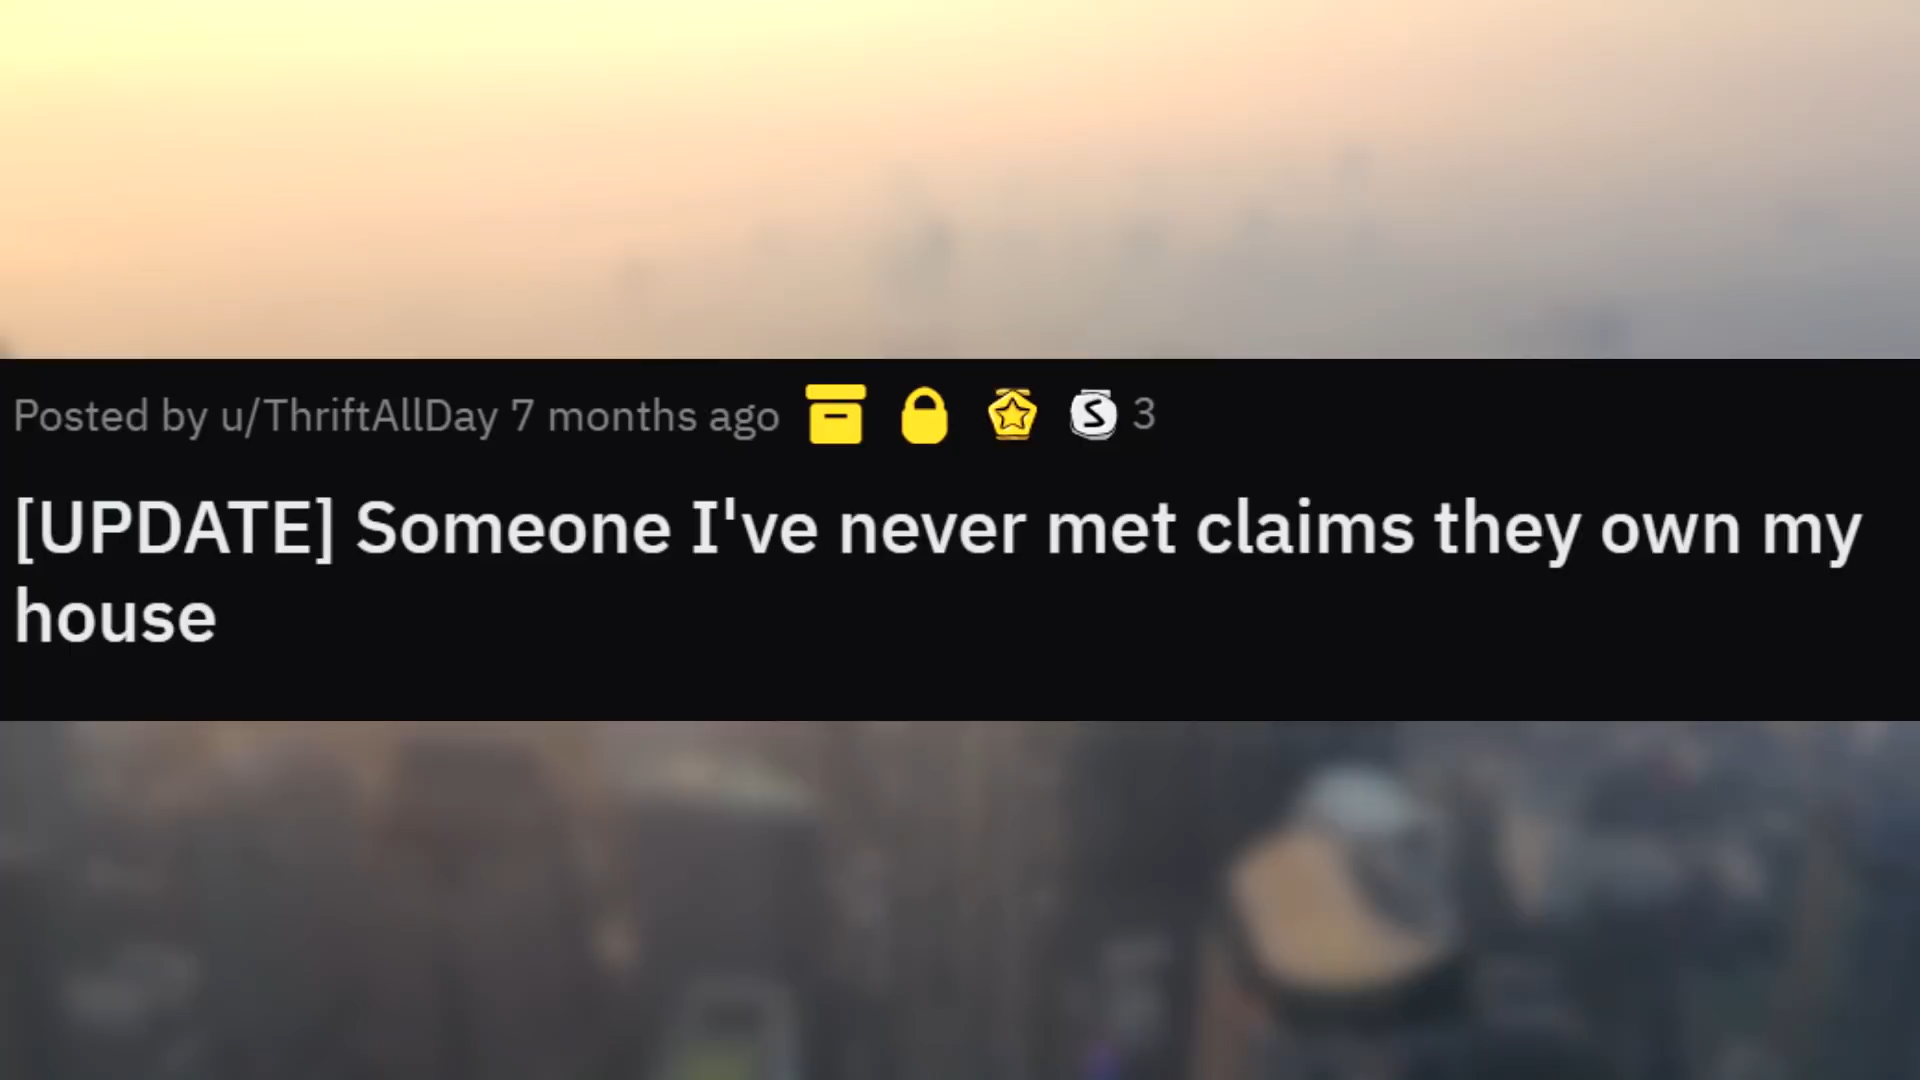 Posted by u/ThriftAllDay 7 months ago S 3
[UPDATE] Someone I've never met claims they own my
house